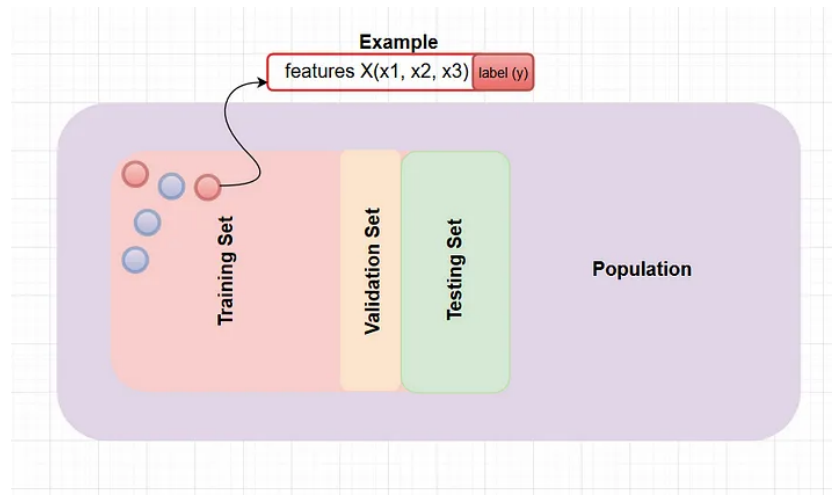 Example
features X(x1, x2, x3) label (y)
Training Set
Validation Set
Testing Set
Population